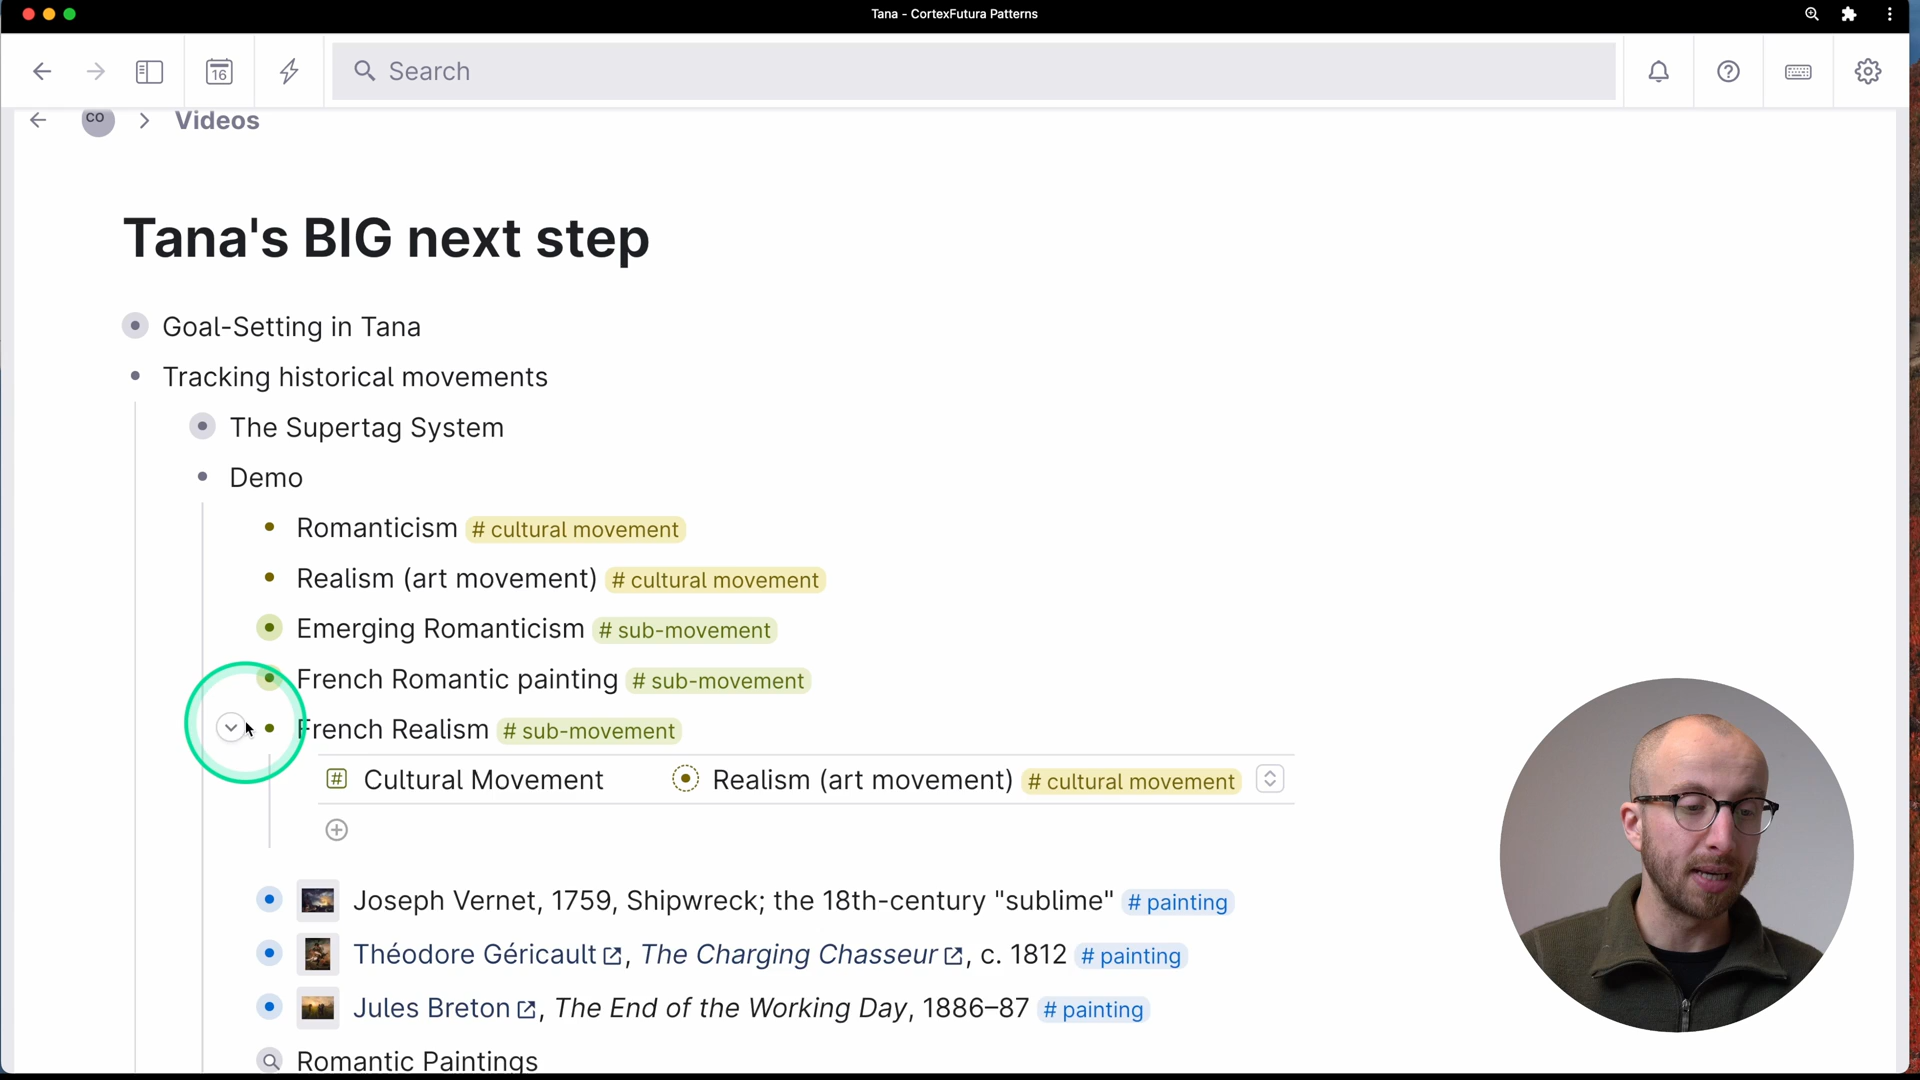 Tana - CortexFutura Patterns
16
Search
CO
Videos
Tana's BIG next step
Goal-Setting in Tana
Tracking historical movements
The Supertag System
Demo
Romanticism # cultural movement
Realism (art movement) # cultural movement
Emerging Romanticism # sub-movement
French Romantic painting # sub-movement
French Realism # sub-movement
Cultural Movement Realism (art movement) # cultural movement
Joseph Vernet, 1759, Shipwreck; the 18th-century "sublime" # painting
Théodore Géricault, The Charging Chasseur, c. 1812 # painting
Jules Breton, The End of the Working Day, 1886–87 # painting
Romantic Paintings